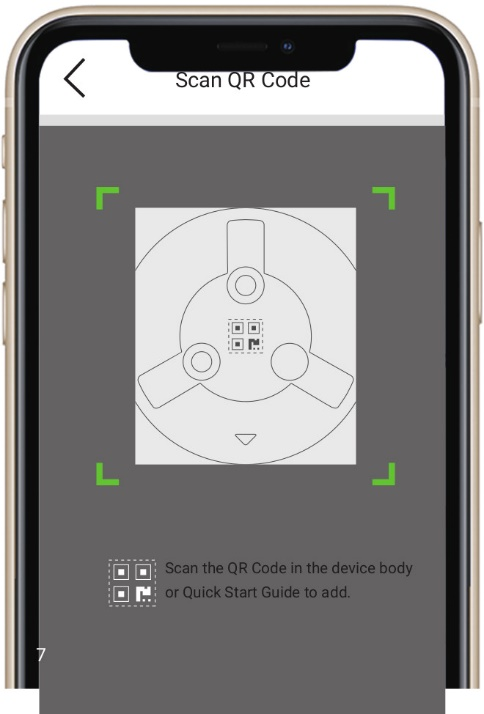 Scan QR Code
Scan the QR Code in the device body
or Quick Start Guide to add.
7